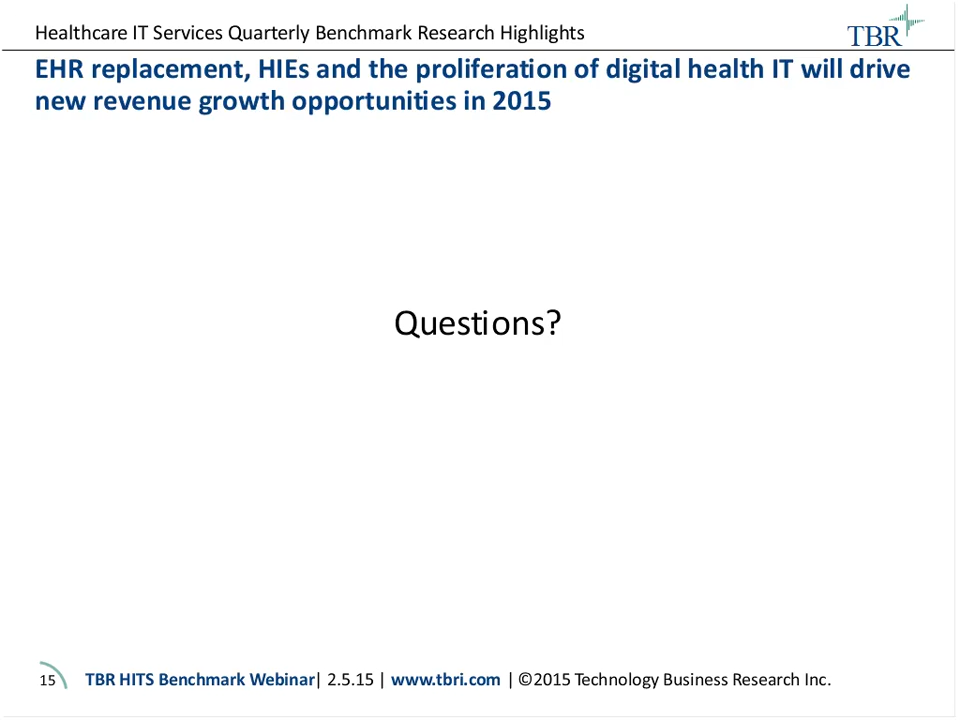 Healthcare IT Services Quarterly Benchmark Research Highlights
TBR
EHR replacement, HIEs and the proliferation of digital health IT will drive
new revenue growth opportunities in 2015
Questions?
15
TBR HITS Benchmark Webinar| 2.5.15 | www.tbri.com | ©2015 Technology Business Research Inc.